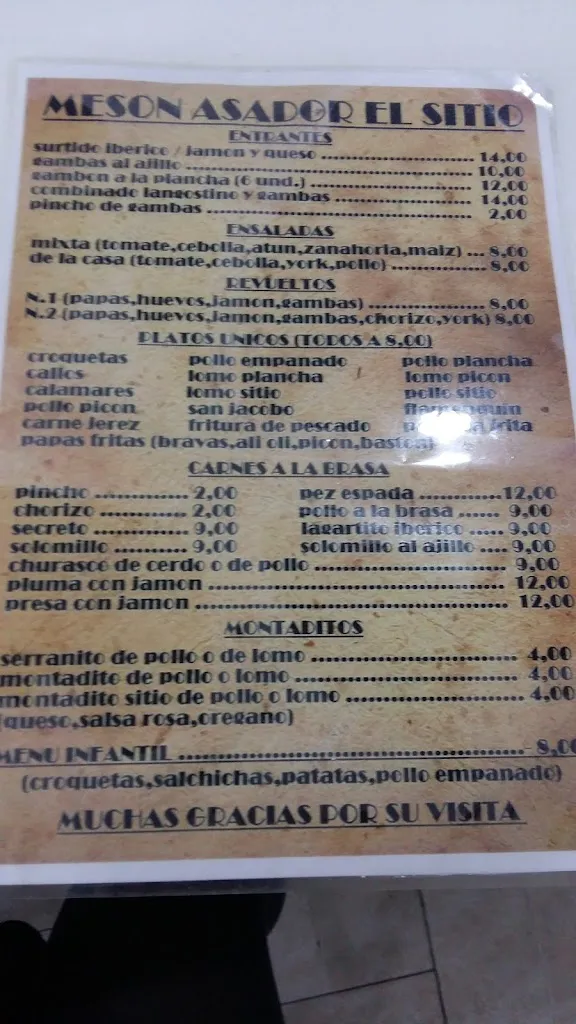 MESON ASADOR EL SITIO
ENTRANTES
surtido iberico / jamon y queso ........................ 14,00
gambas al ajillo ............................................. 10,00
gambon a la plancha (6 und.) ......................... 12,00
combinado langostino y gambas ..................... 14,00
pincho de gambas .......................................... 2,00
ENSALADAS
mixta (tomate,cebolla,atun,zanahoria,maiz) ... 8,00
de la casa (tomate,cebolla,york,pollo) .............. 8,00
REVUELTOS
N.1 (papas,huevos,jamon,gambas) ................... 8,00
N.2 (papas,huevos,jamon,gambas,chorizo,york) 8,00
PLATOS UNICOS (TODOS A 8,00)
croquetas pollo empanado pollo plancha
callos lomo plancha lomo picon
calamares lomo sitio pollo sitio
pollo picon san jacobo flamenquin
carne jerez fritura de pescado frita
papas fritas (bravas,ali oli,picon,baston)
CARNES A LA BRASA
pincho .............. 2,00 pez espada ............12,00
chorizo .............. 2,00 pollo a la brasa ...... 9,00
secreto .............. 9,00 lagartito iberico ..... 9,00
solomillo ........... 9,00 solomillo al ajillo .... 9,00
churasco de cerdo o de pollo ............................ 9,00
pluma con jamon ............................................ 12,00
presa con jamon ............................................. 12,00
MONTADITOS
serranito de pollo o de lomo ............................. 4,00
montadito de pollo o lomo ................................ 4,00
montadito sitio de pollo o lomo ........................ 4,00
(queso,salsa rosa,oregano)
MENU INFANTIL ................................................ 8,00
(croquetas,salchichas,patatas,pollo empanado)
MUCHAS GRACIAS POR SU VISITA